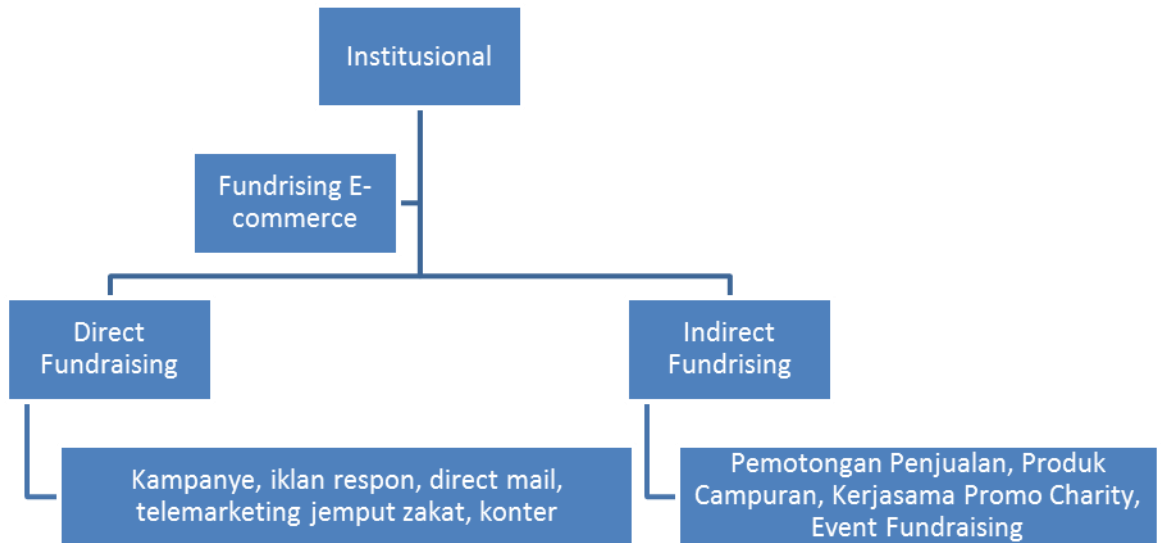 Institusional
Fundrising E-
commerce
Direct
Fundraising
Indirect
Fundrising
Kampanye, iklan respon, direct mail,
telemarketing jemput zakat, konter
Pemotongan Penjualan, Produk
Campuran, Kerjasama Promo Charity,
Event Fundraising